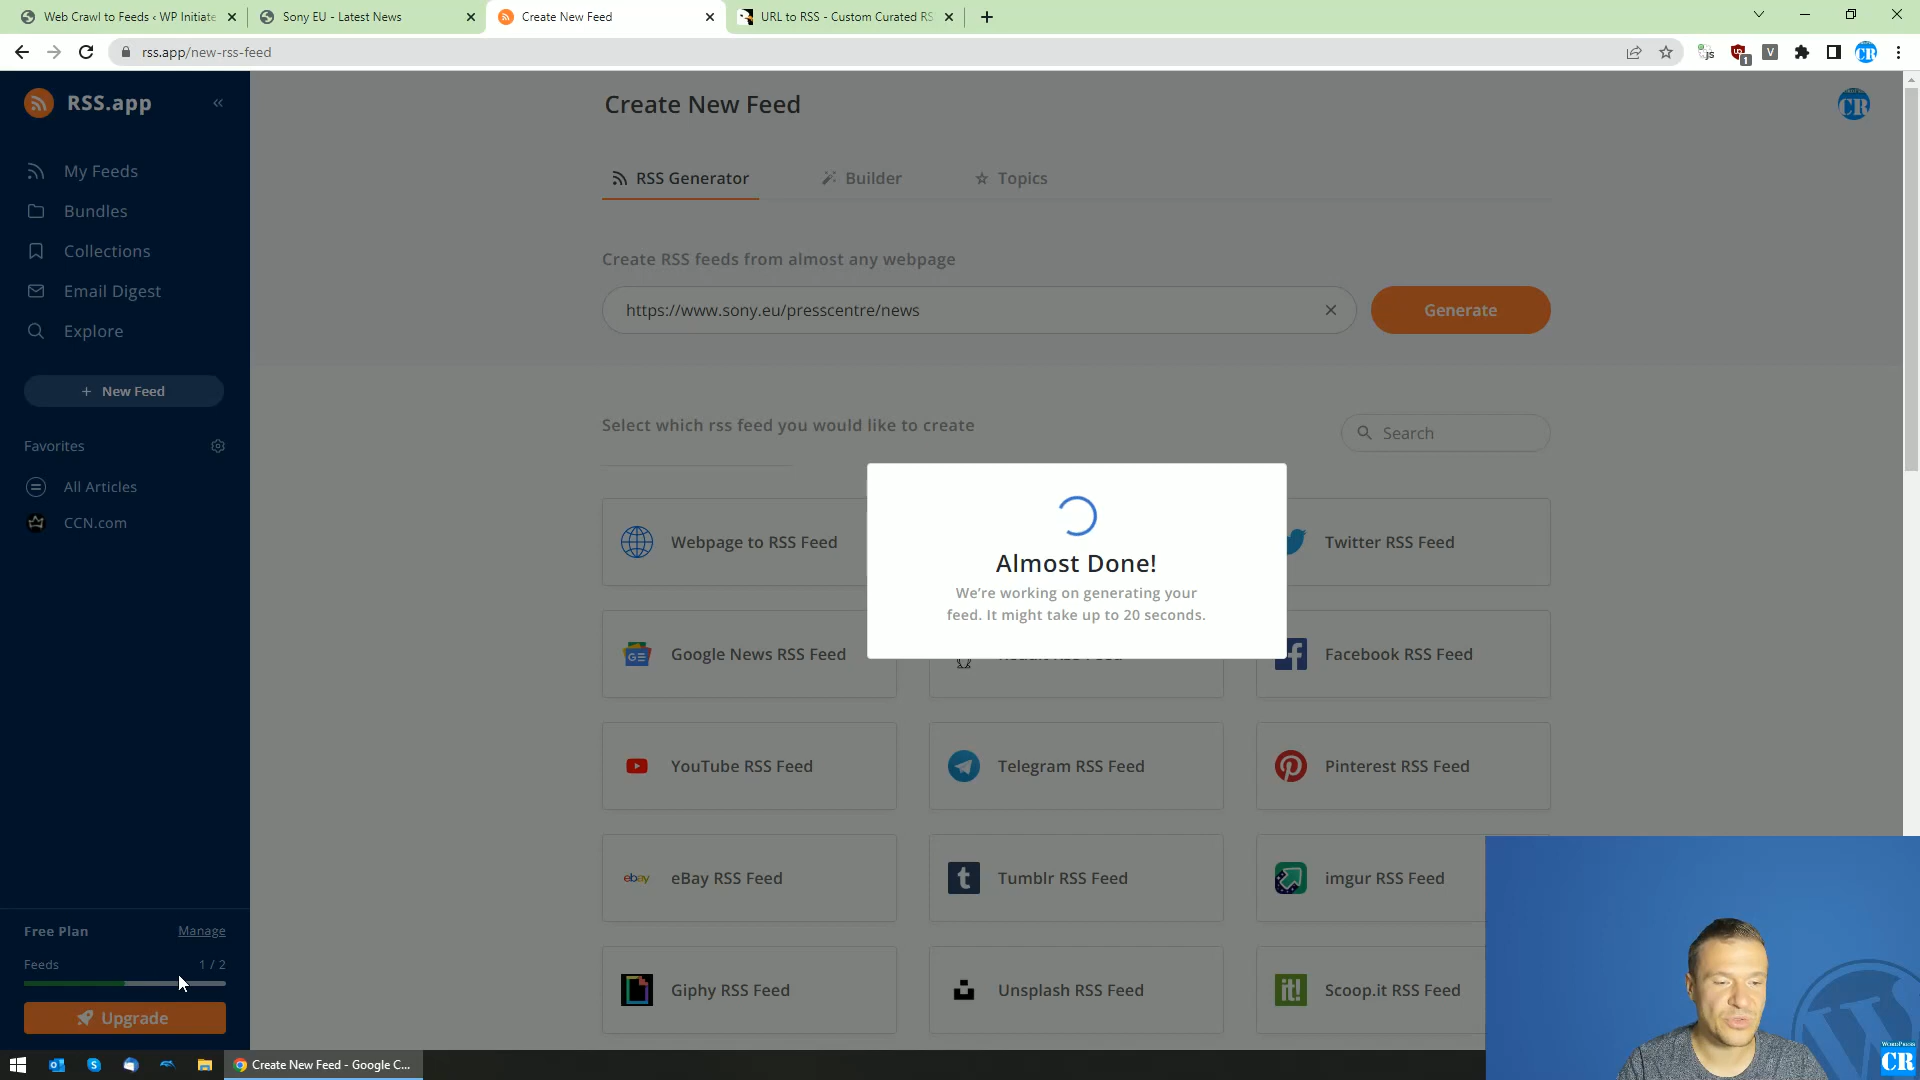 Web Crawl to Feeds ‹ WP Initiate
Sony EU - Latest News
Create New Feed
URL to RSS - Custom Curated RS
rss.app/new-rss-feed
RSS.app
My Feeds
Bundles
Collections
Email Digest
Explore
+ New Feed
Favorites
All Articles
CCN.com
Free Plan
Manage
Feeds
1 / 2
Upgrade
Create New Feed
CR
RSS Generator
Builder
Topics
Create RSS feeds from almost any webpage
https://www.sony.eu/presscentre/news
Generate
Select which rss feed you would like to create
Search
Almost Done!
We're working on generating your
feed. It might take up to 20 seconds.
Webpage to RSS Feed
Twitter RSS Feed
Google News RSS Feed
Facebook RSS Feed
YouTube RSS Feed
Telegram RSS Feed
Pinterest RSS Feed
eBay RSS Feed
Tumblr RSS Feed
imgur RSS Feed
Giphy RSS Feed
Unsplash RSS Feed
Scoop.it RSS Feed
Create New Feed - Google C...
WORDPRESS
CR